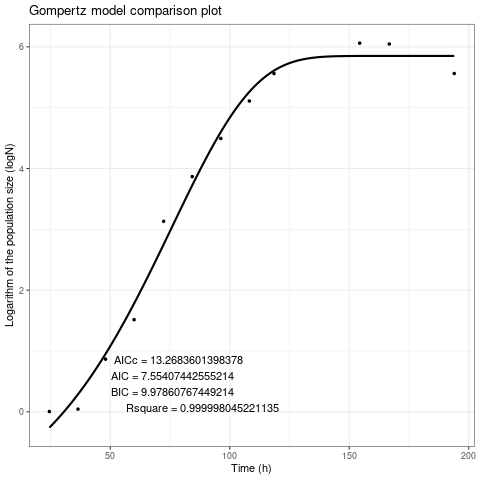 Gompertz model comparison plot
Logarithm of the population size (logN)
6
4
2
0
AICc = 13.2683601398378
AIC = 7.55407442555214
BIC = 9.97860767449214
Rsquare = 0.999998045221135
50
100
150
200
Time (h)